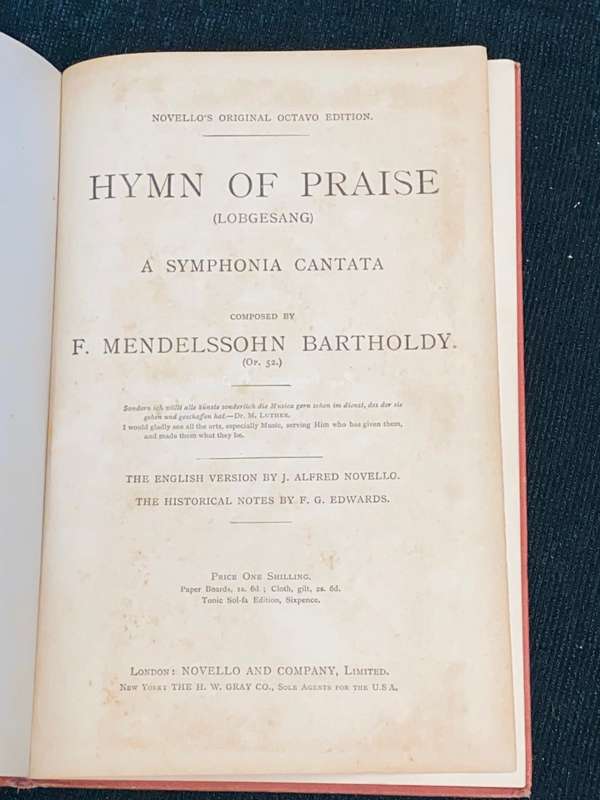 NOVELLO'S ORIGINAL OCTAVO EDITION.
HYMN OF PRAISE
(LOBGESANG)
A SYMPHONIA CANTATA
COMPOSED BY
F. MENDELSSOHN BARTHOLDY.
(Op. 52.)
Sondern ich wöllt alle künste sonderlich die Musica gern sehen im dienst, des der sie
geben und geschaffen hat.—Dr. M. Luther.
I would gladly see all the arts, especially Music, serving Him who has given them,
and made them what they be.
THE ENGLISH VERSION BY J. ALFRED NOVELLO.
THE HISTORICAL NOTES BY F. G. EDWARDS.
Price One Shilling.
Paper Boards, 1s. 6d.; Cloth, gilt, 2s. 6d.
Tonic Sol-fa Edition, Sixpence.
London: NOVELLO AND COMPANY, Limited.
New York: THE H. W. GRAY CO., Sole Agents for the U.S.A.